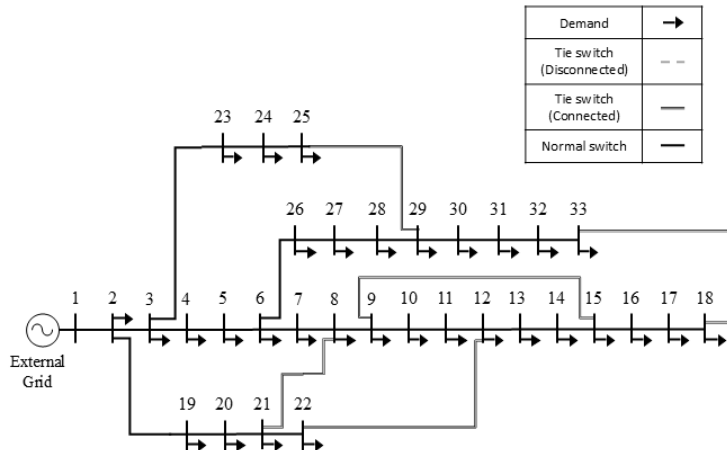 Demand
Tie switch
(Disconnected)
Tie switch
(Connected)
Normal switch
23 24 25
26 27 28 29 30 31 32 33
1 2 3 4 5 6 7 8 9 10 11 12 13 14 15 16 17 18
External
Grid
19 20 21 22